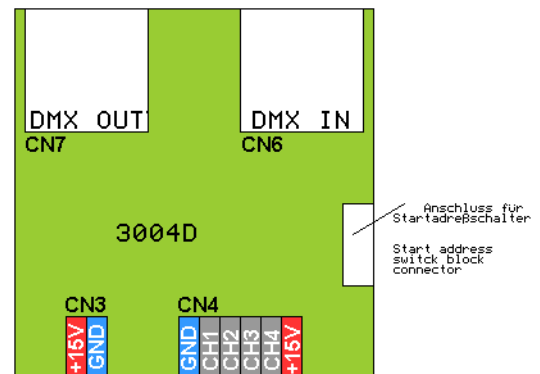 DMX OUT
DMX IN
CN7
CN6
Anschluss für
Startadreßschalter
3004D
Start address
switck block
connector
CN3
CN4
+15V
GND
GND
CH1
CH2
CH3
CH4
+15V